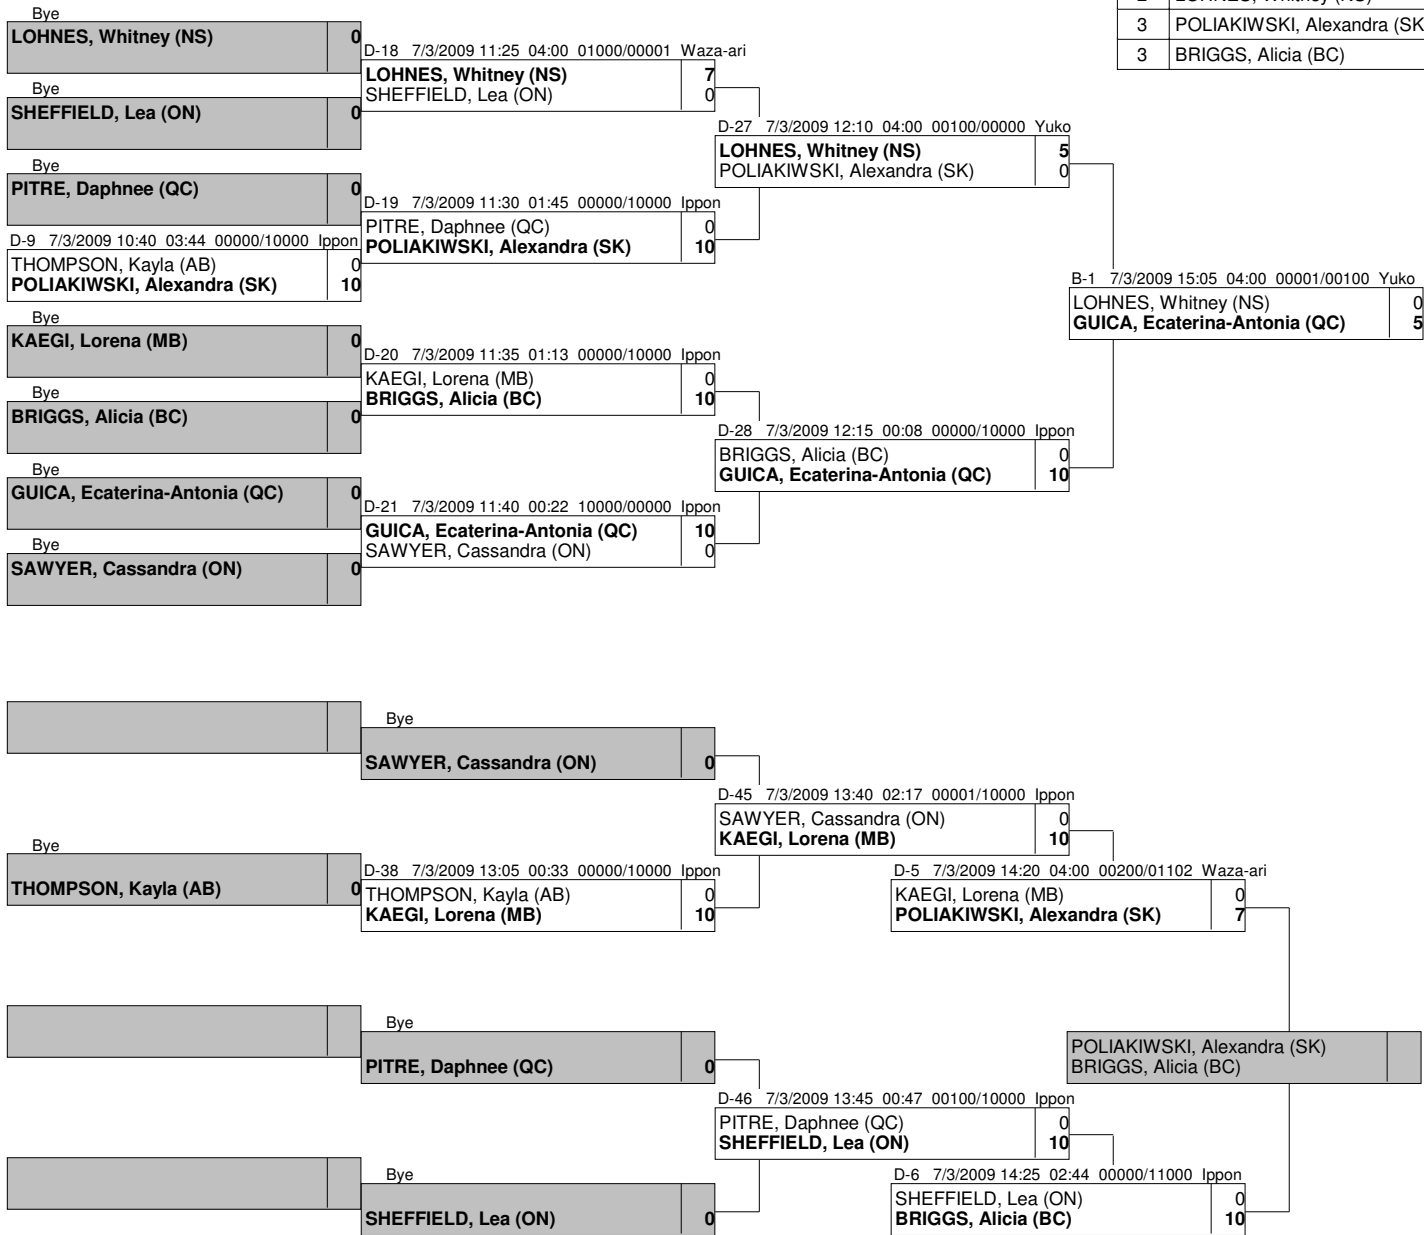 3 POLIAKIWSKI, Alexandra (SK
3 BRIGGS, Alicia (BC)
Bye
LOHNES, Whitney (NS) 0
D-18 7/3/2009 11:25 04:00 01000/00001 Waza-ari
LOHNES, Whitney (NS) 7
SHEFFIELD, Lea (ON) 0
Bye
SHEFFIELD, Lea (ON) 0
D-27 7/3/2009 12:10 04:00 00100/00000 Yuko
LOHNES, Whitney (NS) 5
POLIAKIWSKI, Alexandra (SK) 0
Bye
PITRE, Daphnee (QC) 0
D-19 7/3/2009 11:30 01:45 00000/10000 Ippon
PITRE, Daphnee (QC) 0
POLIAKIWSKI, Alexandra (SK) 10
D-9 7/3/2009 10:40 03:44 00000/10000 Ippon
THOMPSON, Kayla (AB) 0
POLIAKIWSKI, Alexandra (SK) 10
B-1 7/3/2009 15:05 04:00 00001/00100 Yuko
LOHNES, Whitney (NS) 0
GUICA, Ecaterina-Antonia (QC) 5
Bye
KAEGI, Lorena (MB) 0
D-20 7/3/2009 11:35 01:13 00000/10000 Ippon
KAEGI, Lorena (MB) 0
BRIGGS, Alicia (BC) 10
Bye
BRIGGS, Alicia (BC) 0
D-28 7/3/2009 12:15 00:08 00000/10000 Ippon
BRIGGS, Alicia (BC) 0
GUICA, Ecaterina-Antonia (QC) 10
Bye
GUICA, Ecaterina-Antonia (QC) 0
D-21 7/3/2009 11:40 00:22 10000/00000 Ippon
GUICA, Ecaterina-Antonia (QC) 10
SAWYER, Cassandra (ON) 0
Bye
SAWYER, Cassandra (ON) 0
Bye
SAWYER, Cassandra (ON) 0
D-45 7/3/2009 13:40 02:17 00001/10000 Ippon
SAWYER, Cassandra (ON) 0
KAEGI, Lorena (MB) 10
Bye
THOMPSON, Kayla (AB) 0
D-38 7/3/2009 13:05 00:33 00000/10000 Ippon
THOMPSON, Kayla (AB) 0
KAEGI, Lorena (MB) 10
D-5 7/3/2009 14:20 04:00 00200/01102 Waza-ari
KAEGI, Lorena (MB) 0
POLIAKIWSKI, Alexandra (SK) 7
Bye
PITRE, Daphnee (QC) 0
POLIAKIWSKI, Alexandra (SK)
BRIGGS, Alicia (BC)
D-46 7/3/2009 13:45 00:47 00100/10000 Ippon
PITRE, Daphnee (QC) 0
SHEFFIELD, Lea (ON) 10
Bye
SHEFFIELD, Lea (ON) 0
D-6 7/3/2009 14:25 02:44 00000/11000 Ippon
SHEFFIELD, Lea (ON) 0
BRIGGS, Alicia (BC) 10